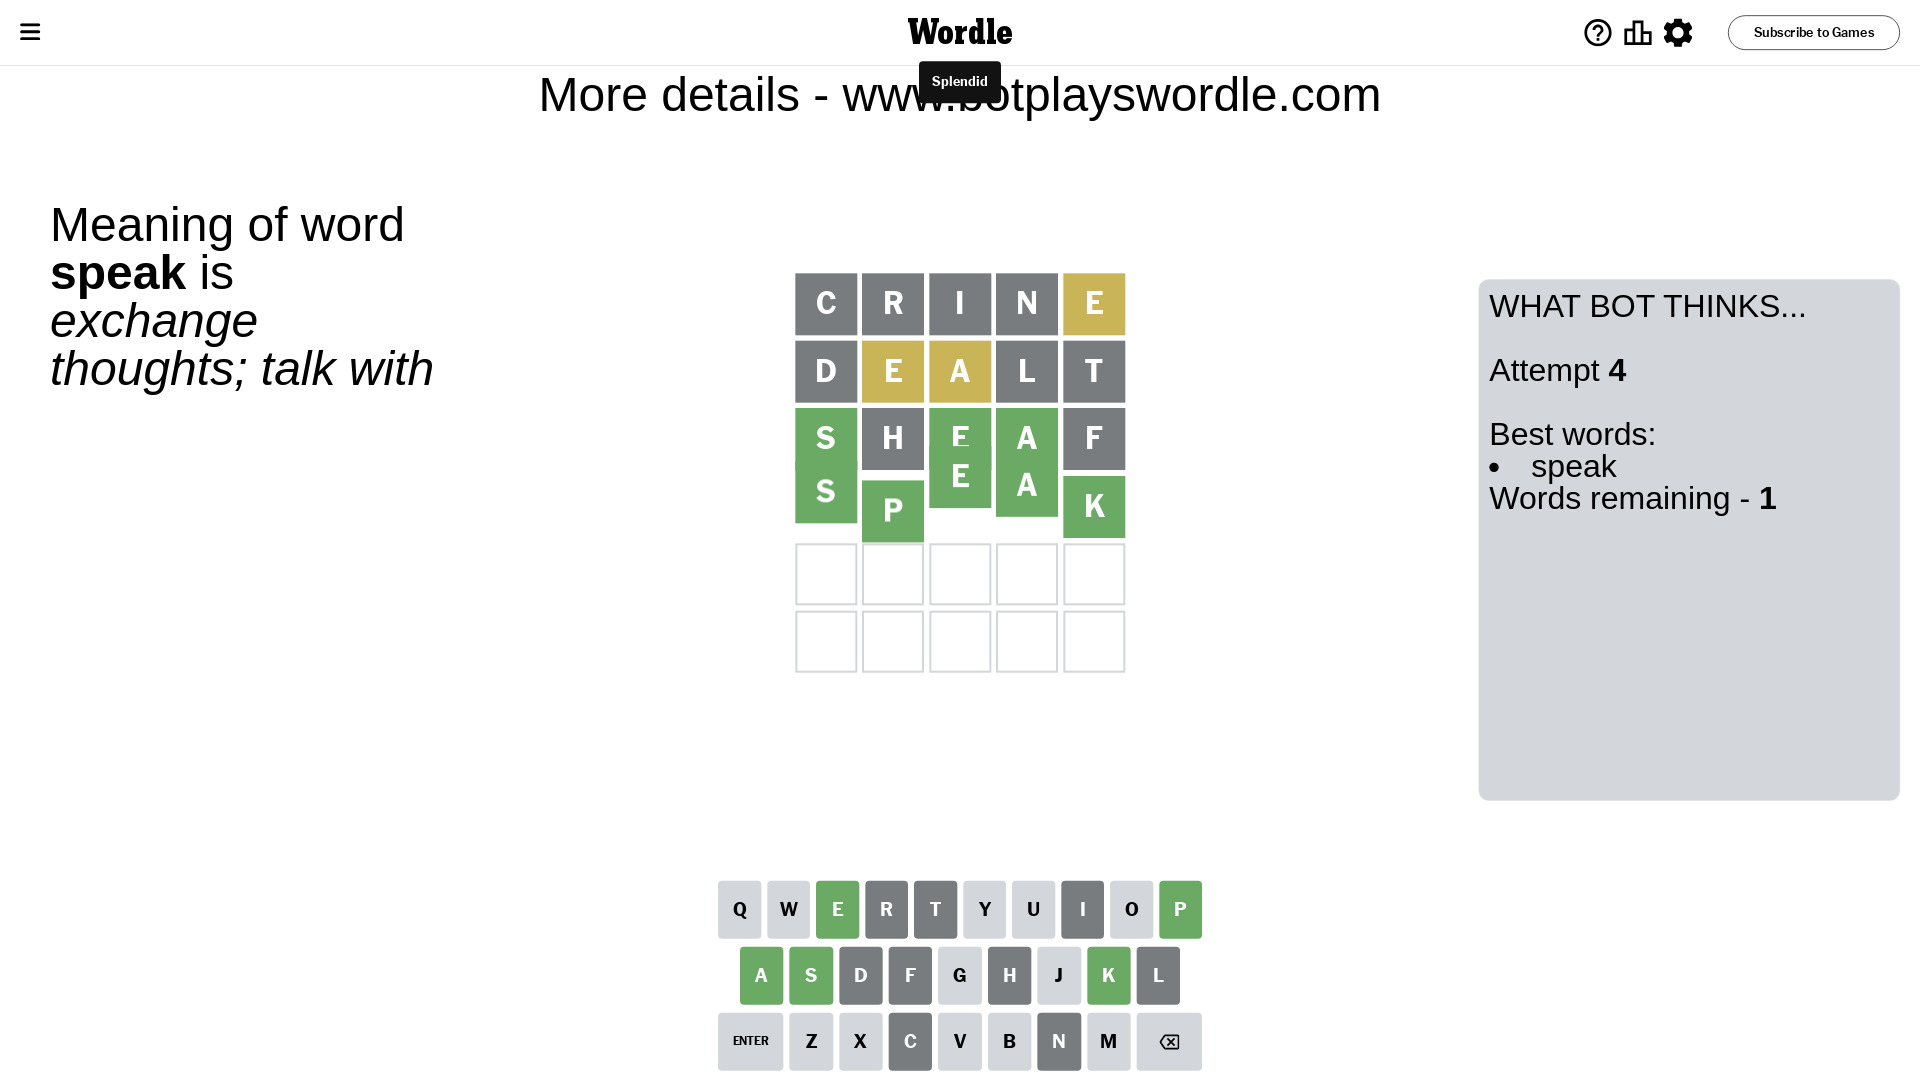 Wordle
Subscribe to Games
Splendid
More details - www.botplayswordle.com
Meaning of word
speak is
exchange
thoughts; talk with
C R I N E
D E A L T
S H E A F
S P E A K
WHAT BOT THINKS...
Attempt 4
Best words:
• speak
Words remaining - 1
Q W E R T Y U I O P
A S D F G H J K L
ENTER Z X C V B N M